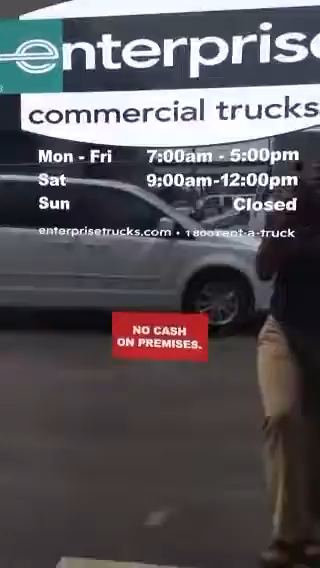 enterprise
commercial trucks
Mon - Fri 7:00am - 5:00pm
Sat 9:00am-12:00pm
Sun Closed
enterprisetrucks.com • 1 800 rent-a-truck
NO CASH
ON PREMISES.